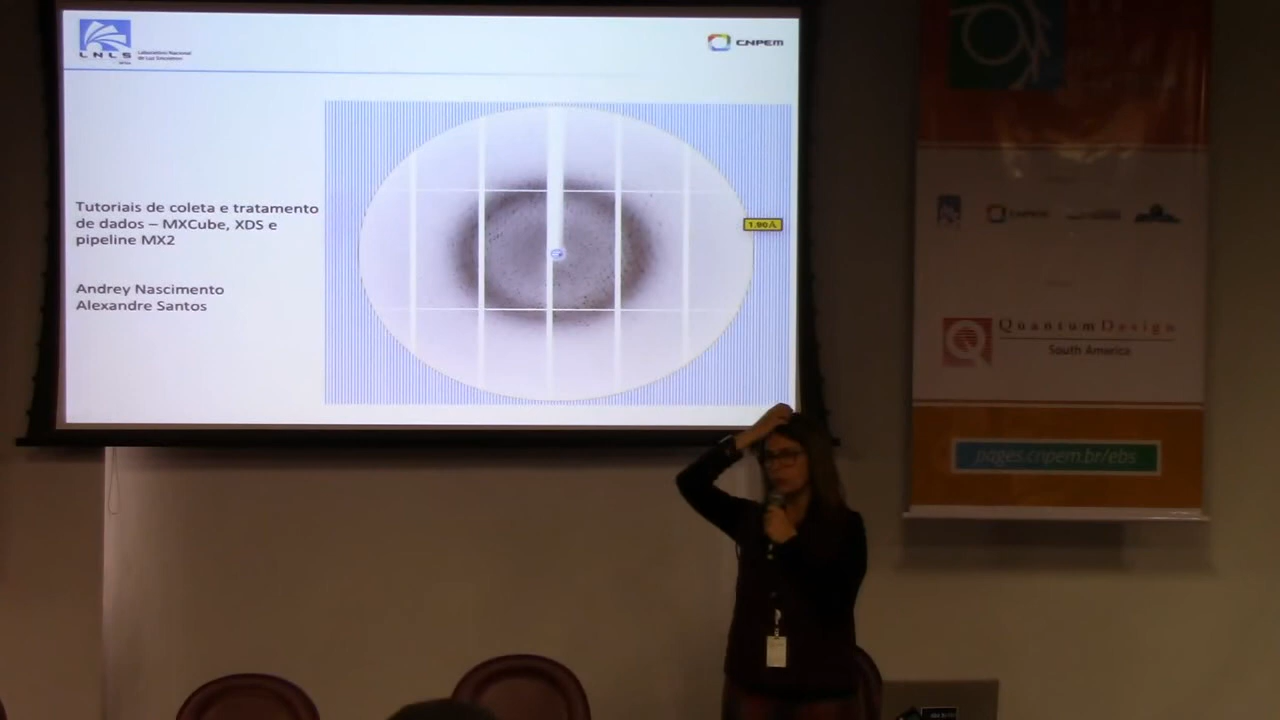 LNLS
Laboratório Nacional
de Luz Síncrotron
CNPEM
Tutoriais de coleta e tratamento
de dados – MXCube, XDS e
pipeline MX2
Andrey Nascimento
Alexandre Santos
1.90 Å
Quantum Design
South America
pages.cnpem.br/ebs